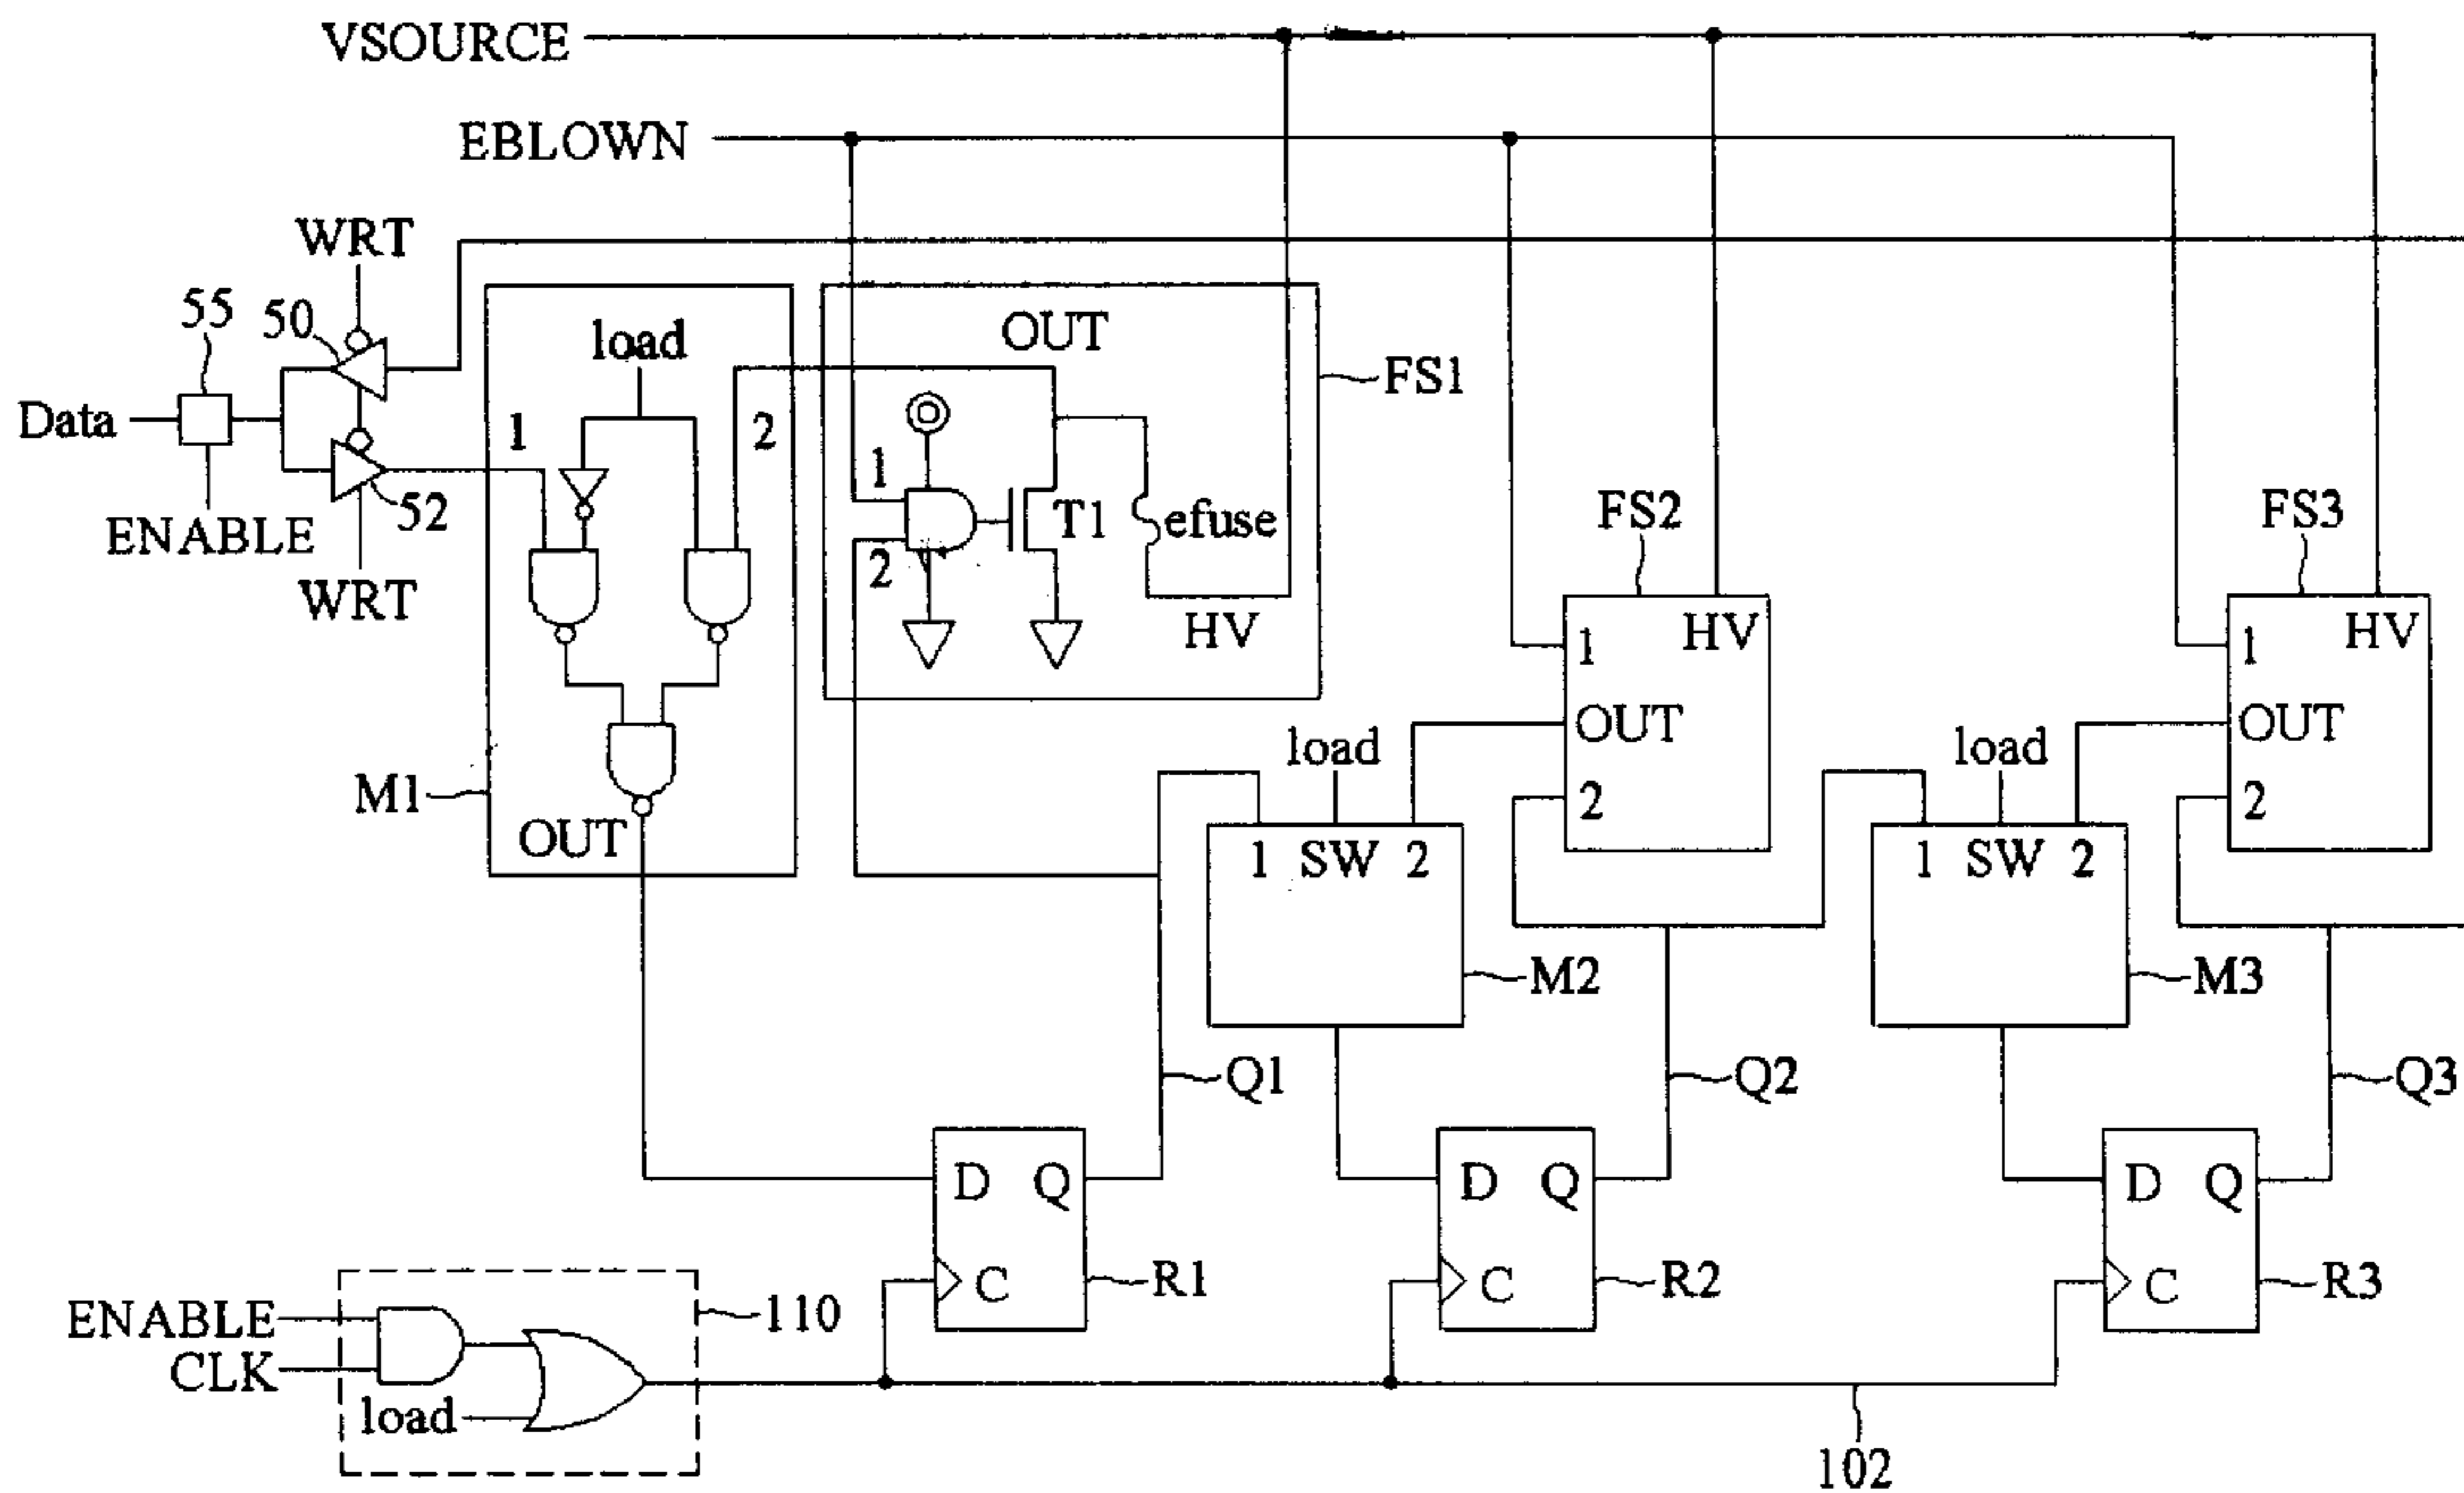 VSOURCE
EBLOWN
WRT
55 50
load
OUT
FS1
Data
1
2
1
52
ENABLE
T1 efuse
FS2
FS3
2
WRT
HV
1 HV
1 HV
OUT
OUT
load
load
M1
2
2
OUT
1 SW 2
1 SW 2
M2
M3
Q1
Q2
Q3
D Q
D Q
D Q
C
R1
C
R2
C
R3
ENABLE
110
CLK
load
102